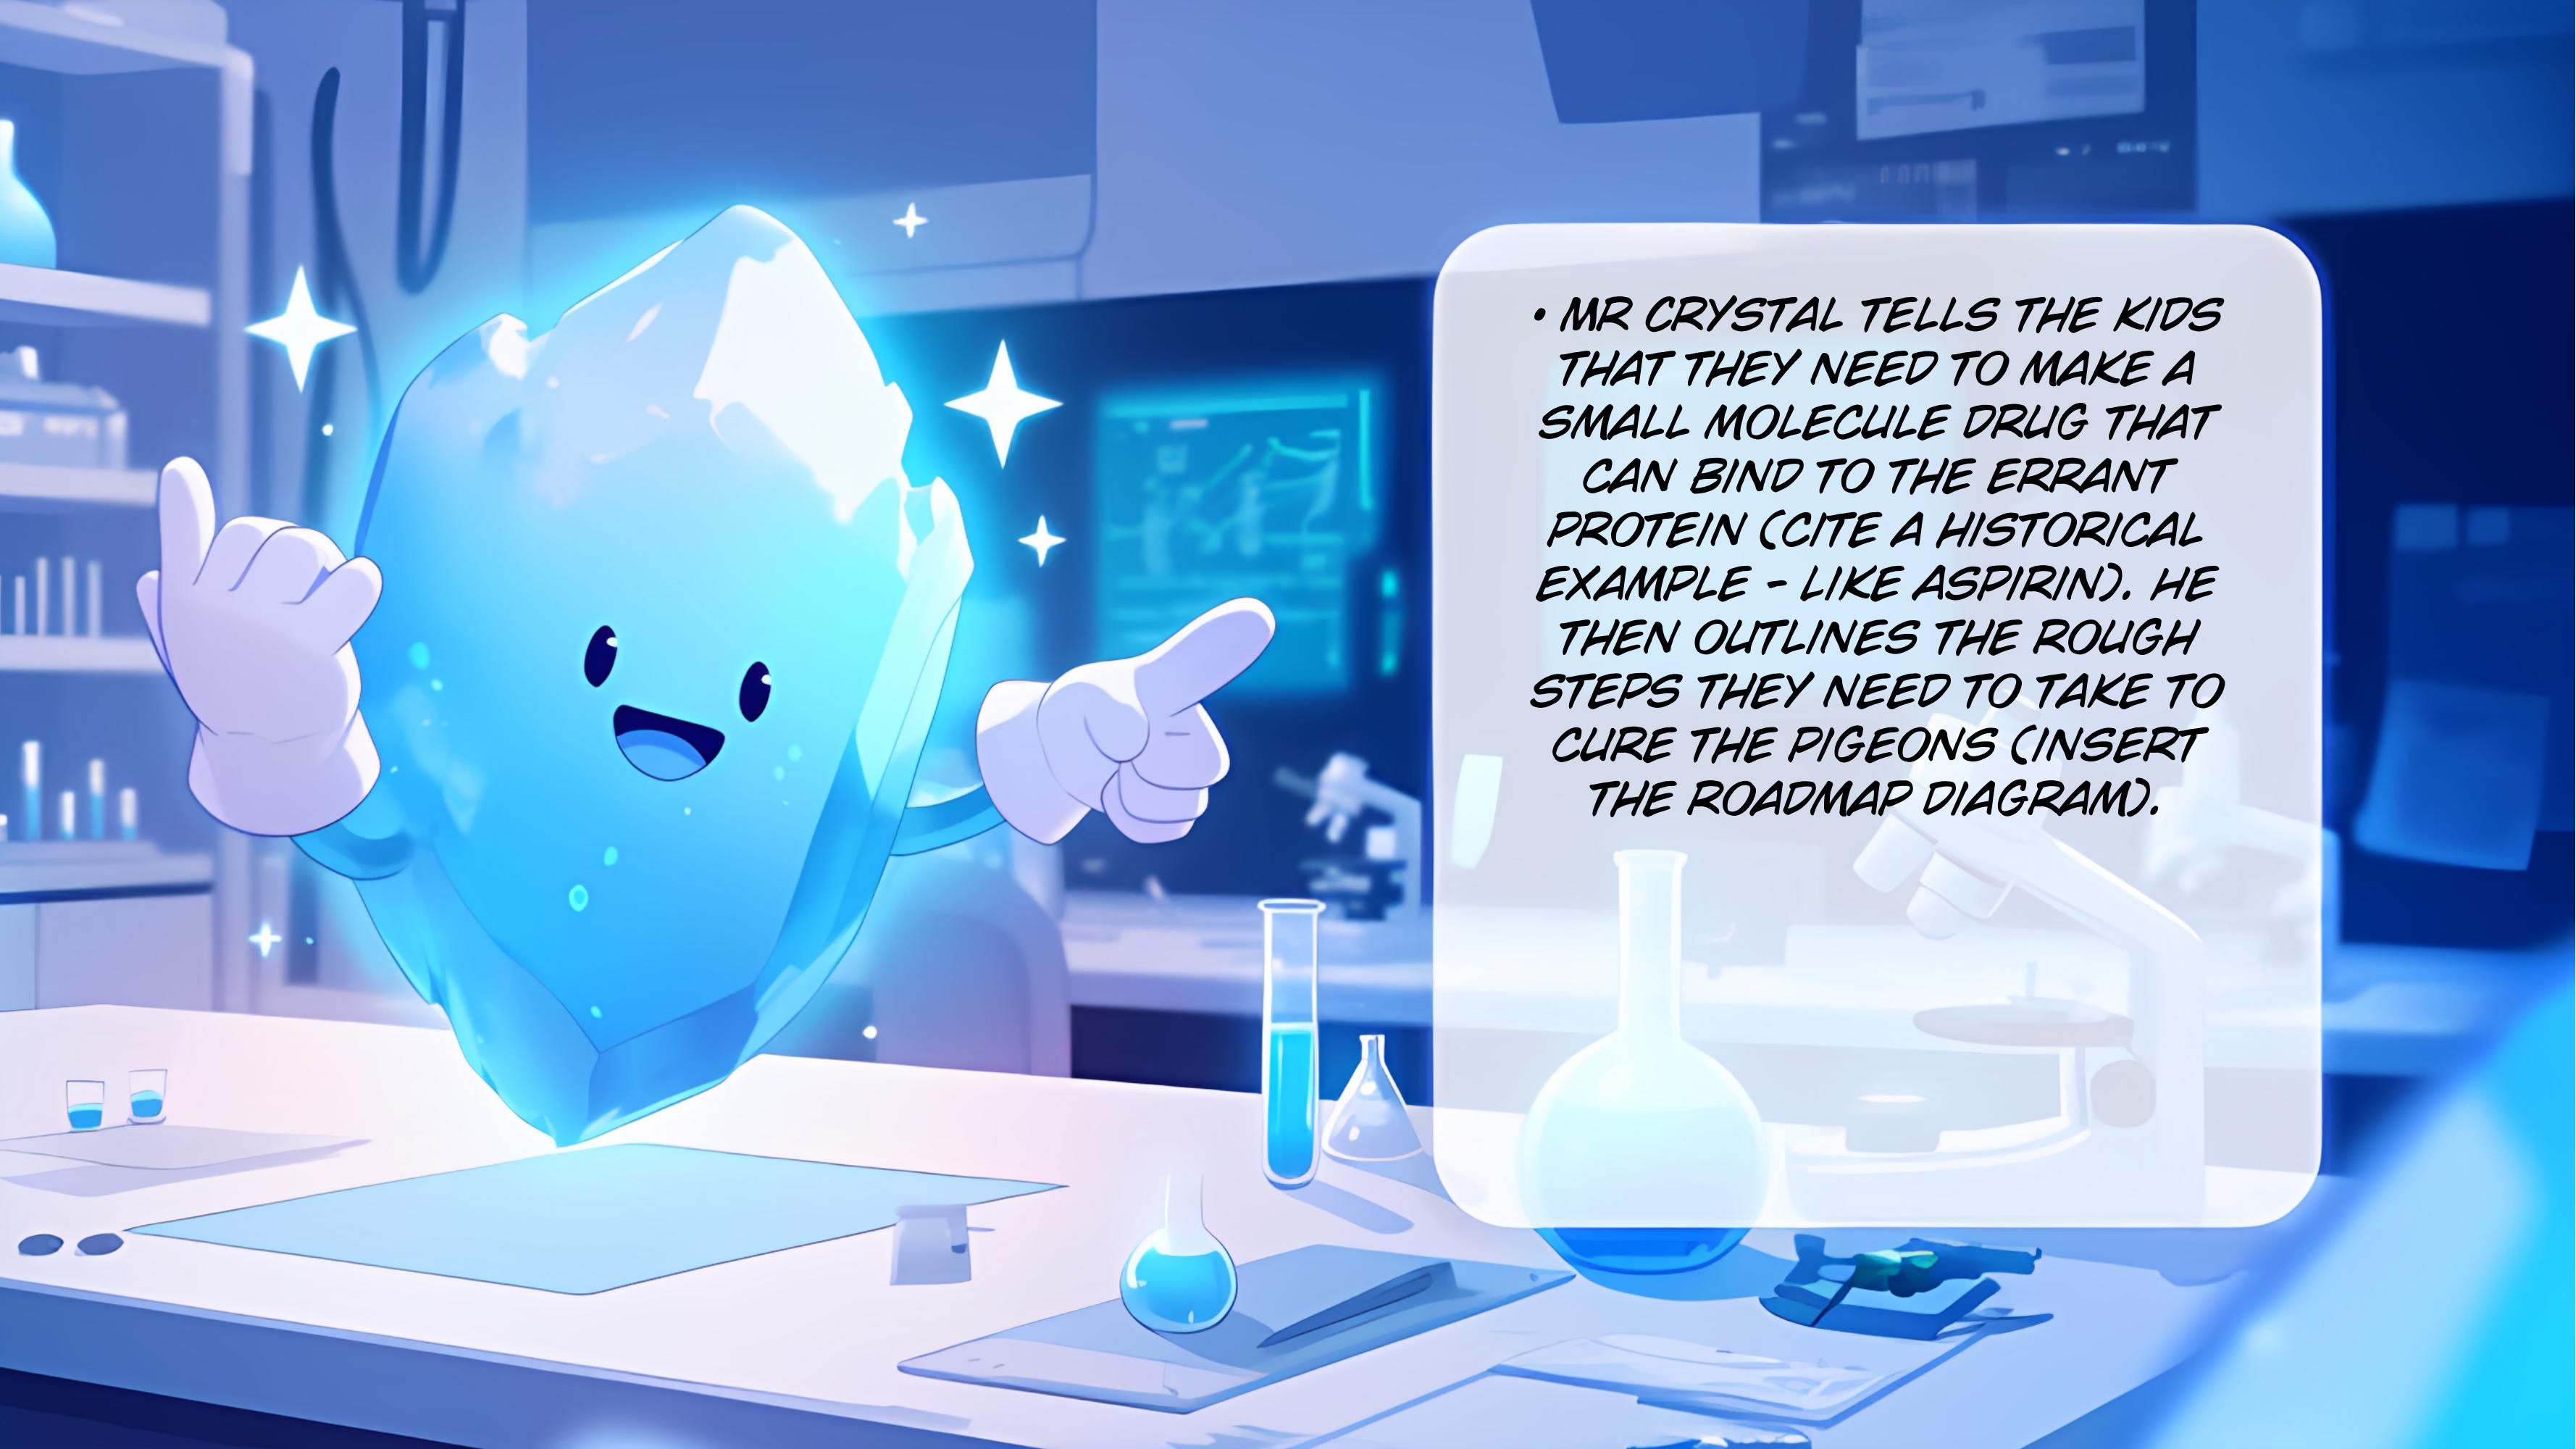 • MR CRYSTAL TELLS THE KIDS
THAT THEY NEED TO MAKE A
SMALL MOLECULE DRUG THAT
CAN BIND TO THE ERRANT
PROTEIN (CITE A HISTORICAL
EXAMPLE - LIKE ASPIRIN). HE
THEN OUTLINES THE ROUGH
STEPS THEY NEED TO TAKE TO
CURE THE PIGEONS (INSERT
THE ROADMAP DIAGRAM).